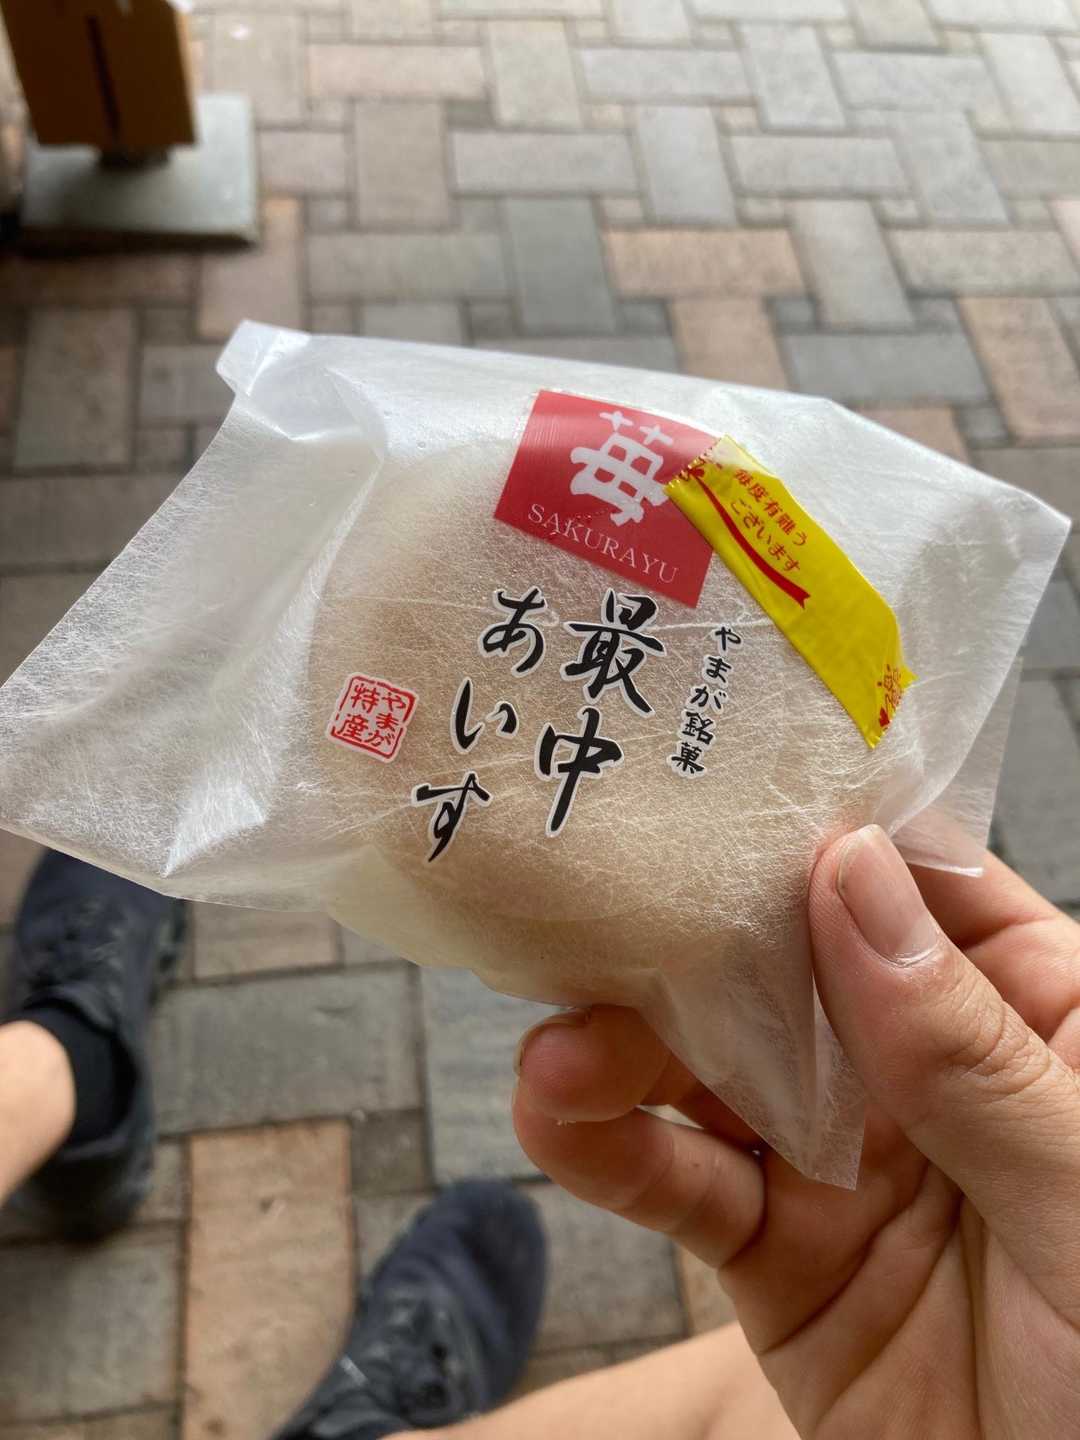 苺
SAKURAYU
毎度有難う
ございます
やまが銘菓
最中
あいす
やまが
特産